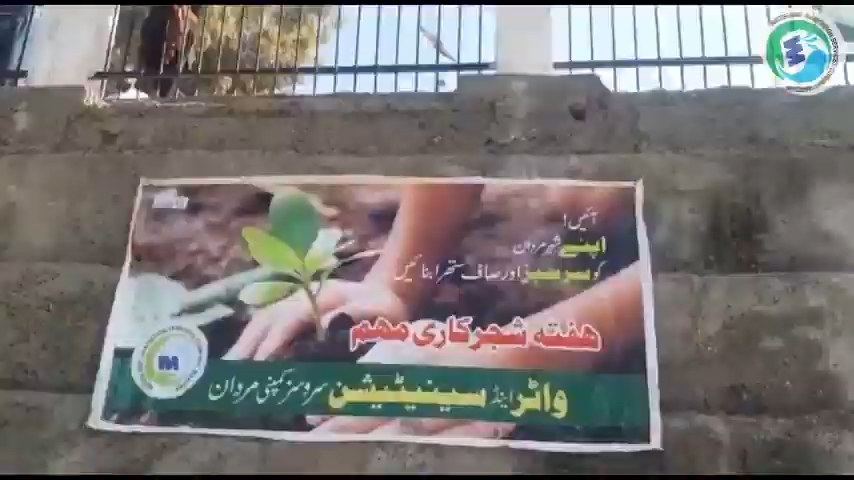 آئیں!
اپنے شہر مردان
کو سرسبز اور صاف ستھرا بنائیں
ہفتہ شجرکاری مہم
واٹر اینڈ سینیٹیشن سروسز کمپنی مردان